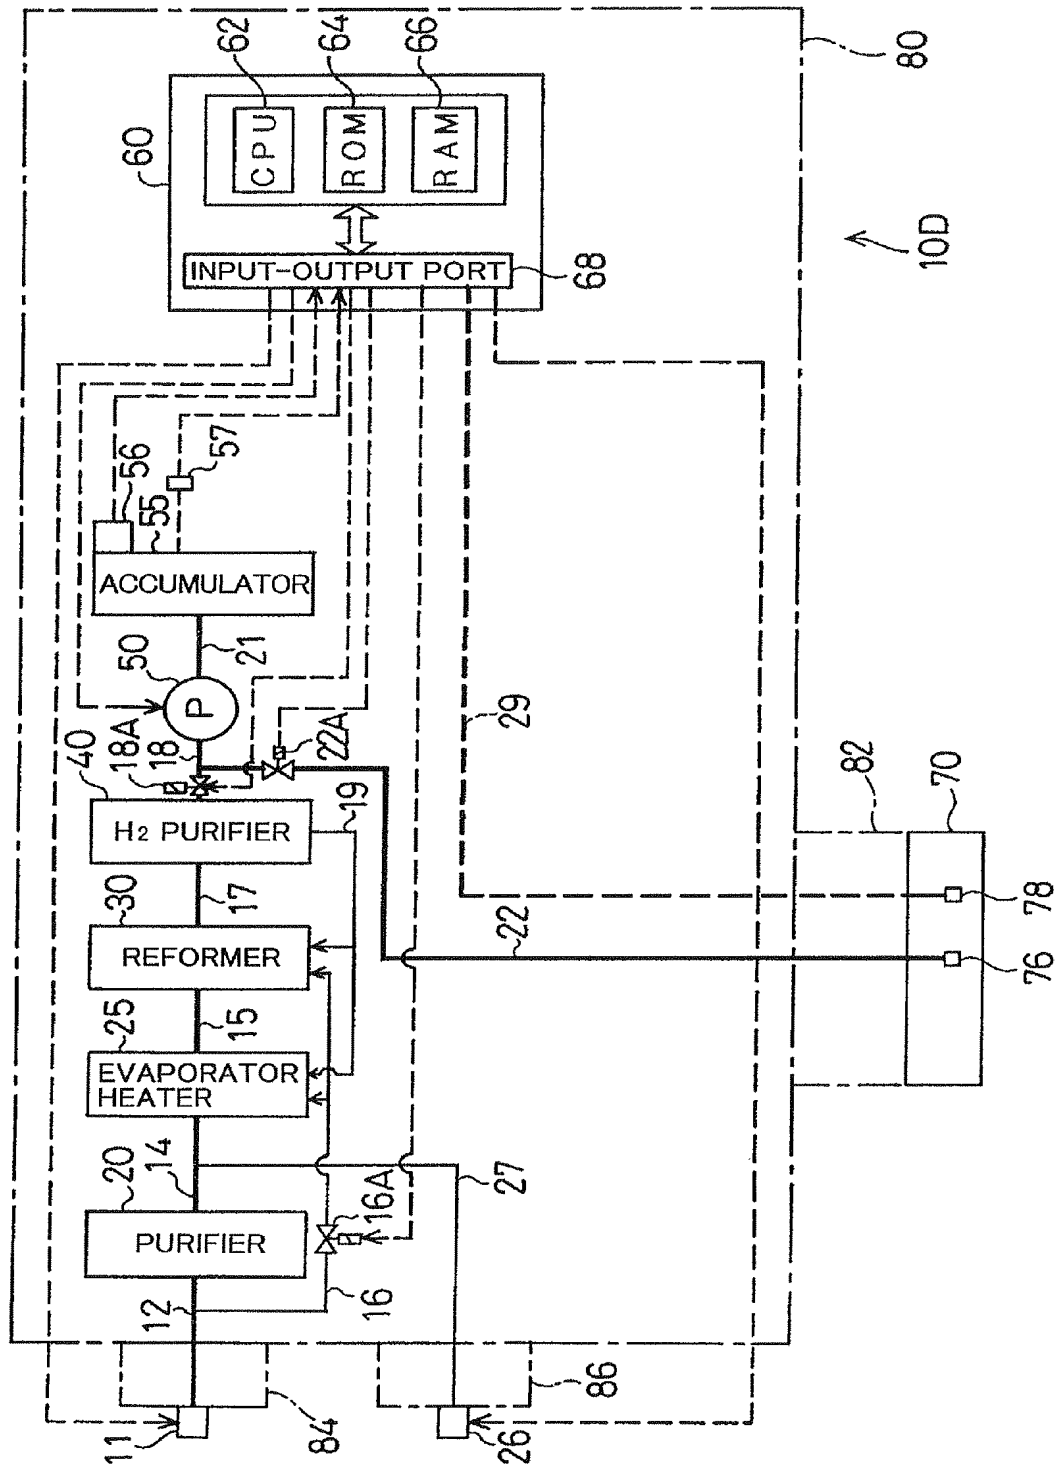 80
62
64
66
60
CPU
ROM
RAM
INPUT-OUTPUT PORT
68
10D
56
57
55
ACCUMULATOR
21
50
P
18A
18
22A
29
40
H2 PURIFIER
19
82
70
17
30
REFORMER
22
78
76
15
25
EVAPORATOR
HEATER
14
20
PURIFIER
16A
27
12
16
84
86
11
26